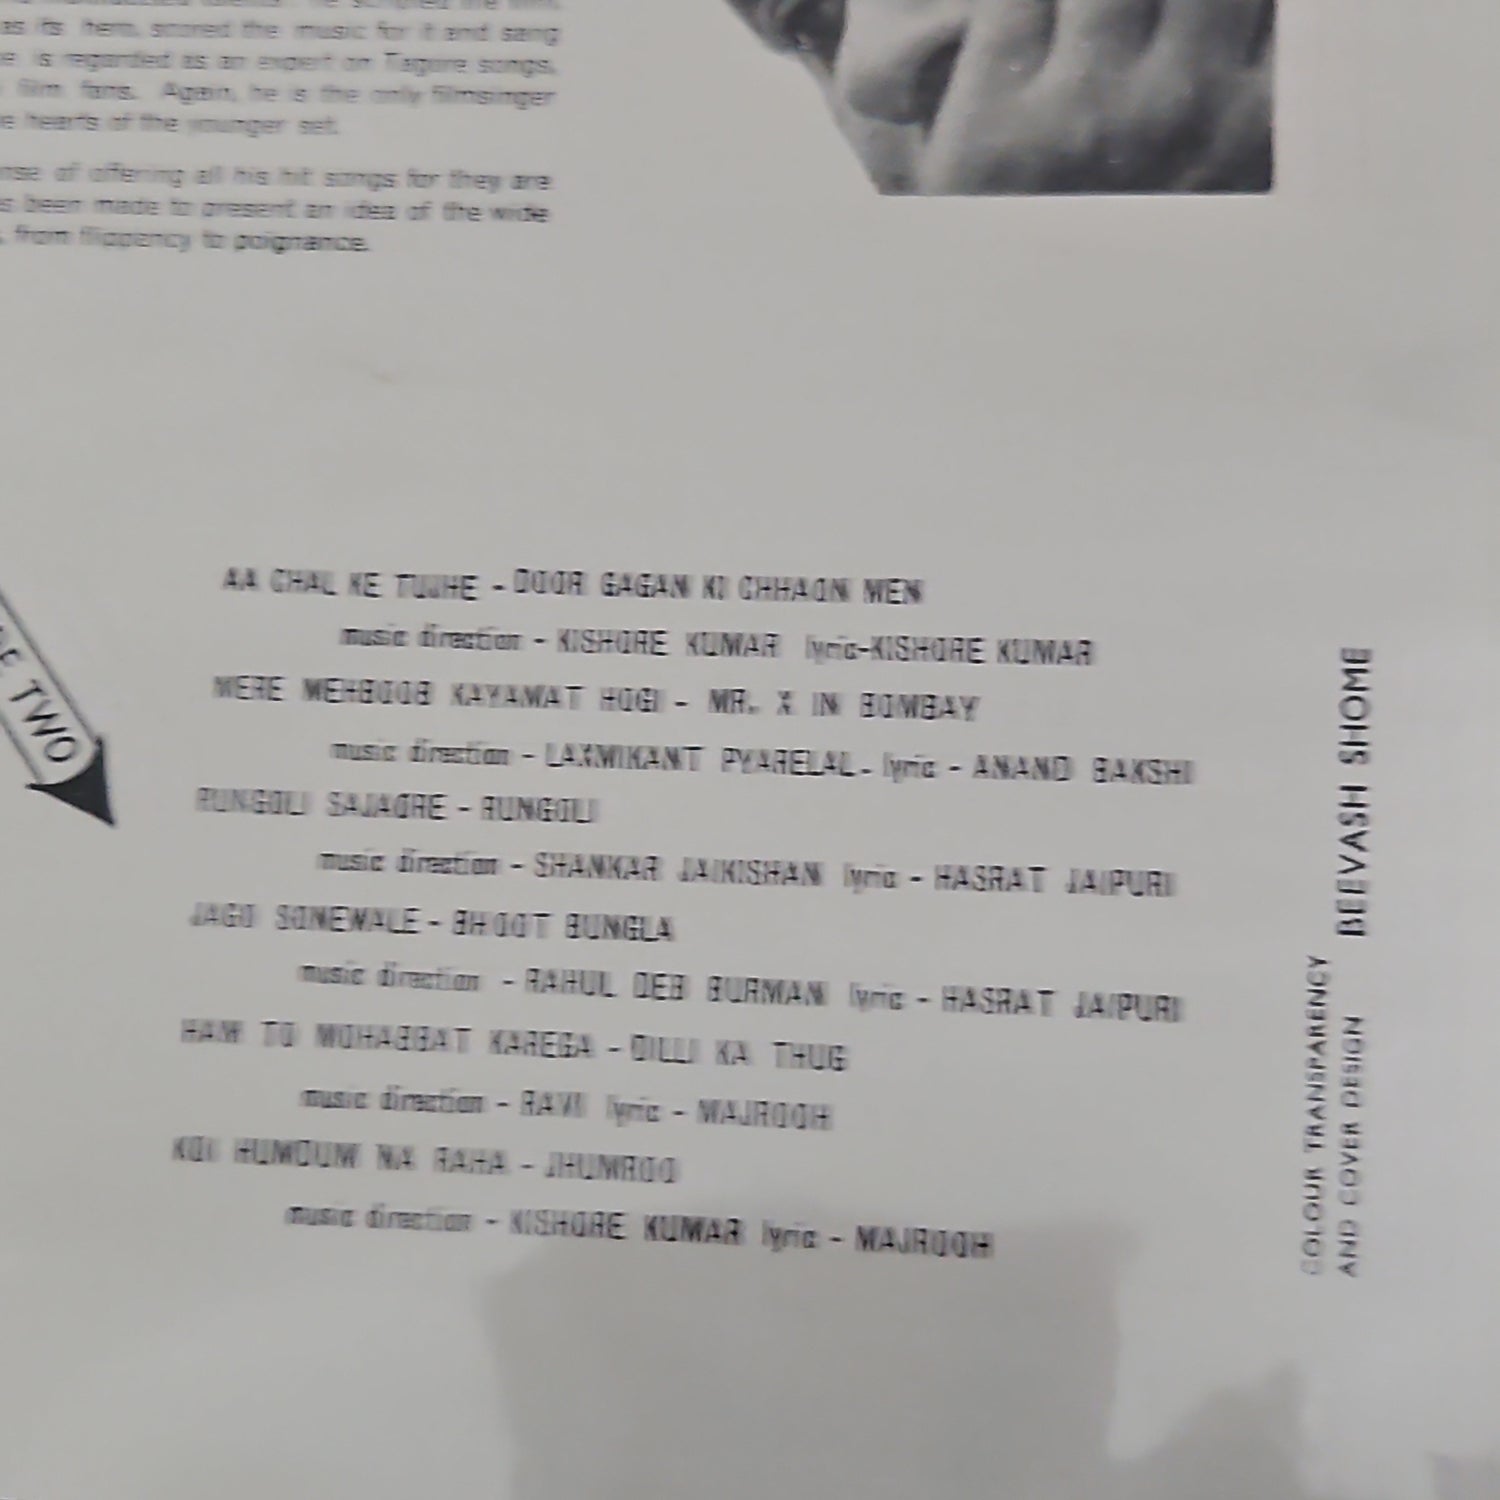 as its hero, scored the music for it and sang
is regarded as an expert on Tagore songs,
film fans. Again, he is the only filmsinger
hearts of the younger set.
of offering all his hit songs for they are
been made to present an idea of the wide
from flippancy to poignance.
TWO
AA CHAL KE TUJHE - DOOR GAGAN KI CHHAON MEN
music direction - KISHORE KUMAR lyric-KISHORE KUMAR
MERE MEHBOOB KAYAMAT HOGI - MR. X IN BOMBAY
music direction - LAXMIKANT PYARELAL - lyric - ANAND BAKSHI
RUNGOLI SAJAORE - RUNGOLI
music direction - SHANKAR JAIKISHAN lyric - HASRAT JAIPURI
JAGO SONEWALE - BHOOT BUNGLA
music direction - RAHUL DEB BURMAN lyric - HASRAT JAIPURI
HAM TO MOHABBAT KAREGA - DILLI KA THUG
music direction - RAVI lyric - MAJROOH
KOI HUMDUM NA RAHA - JHUMROO
music direction - KISHORE KUMAR lyric - MAJROOH
COLOUR TRANSPARENCY
AND COVER DESIGN BEEVASH SHOME